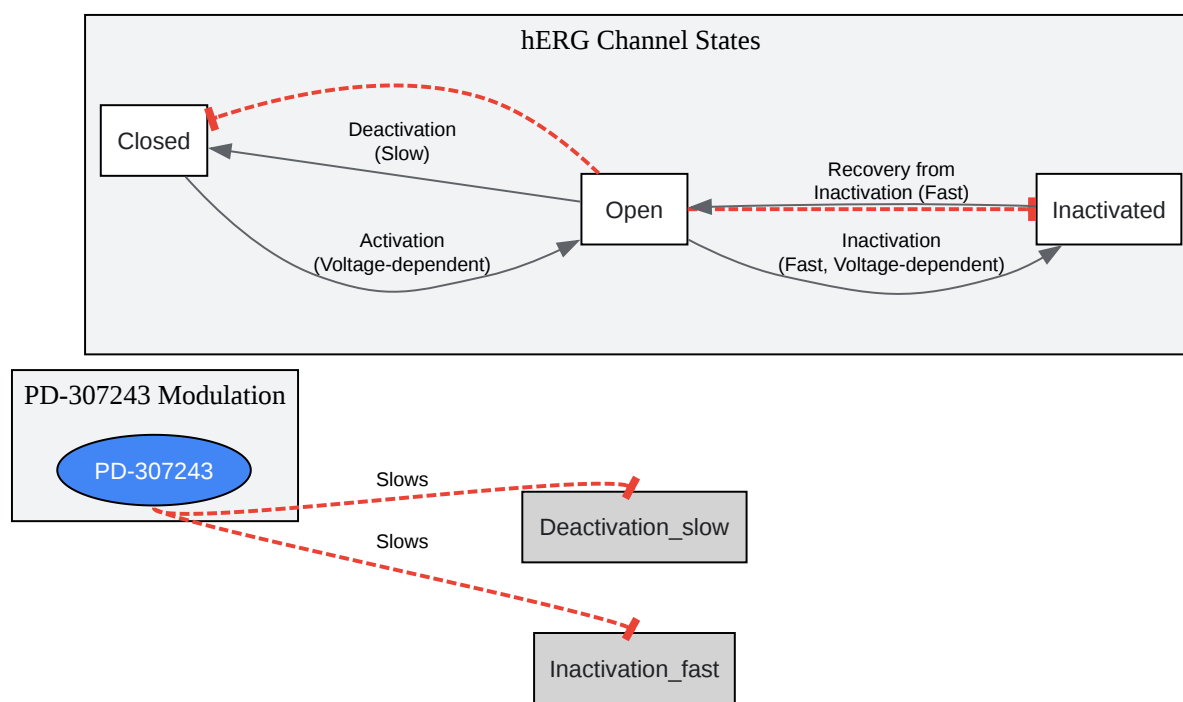 hERG Channel States
Closed
Deactivation
(Slow)
Activation
(Voltage-dependent)
Open
Recovery from
Inactivation (Fast)
Inactivation
(Fast, Voltage-dependent)
Inactivated
PD-307243 Modulation
PD-307243
Slows
Slows
Deactivation_slow
Inactivation_fast